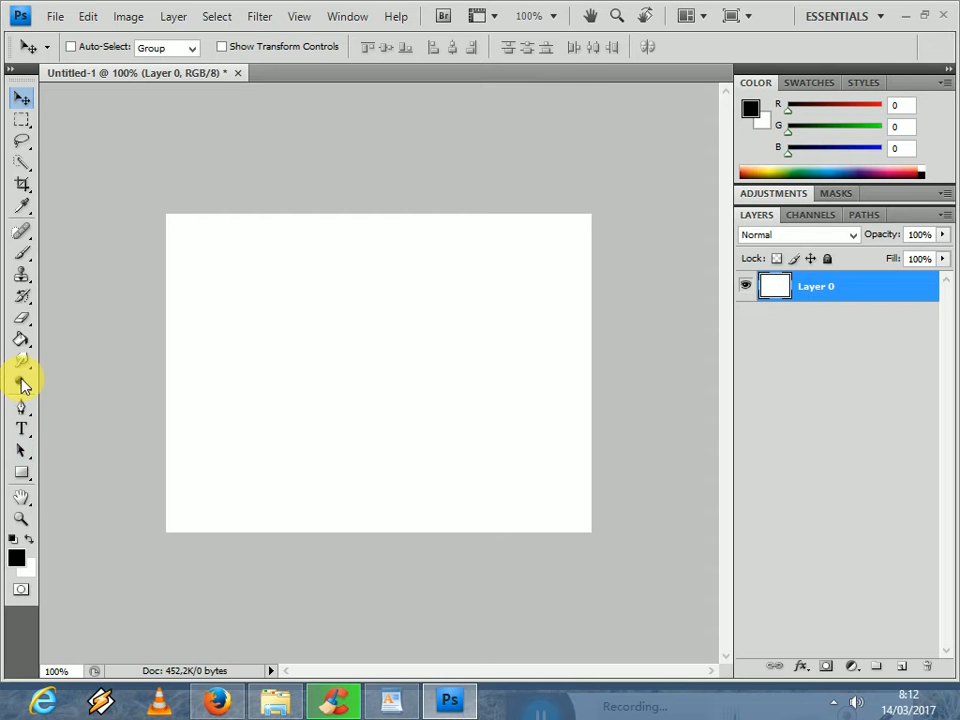 Ps File Edit Image Layer Select Filter View Window Help Br 100% ESSENTIALS
Auto-Select: Group Show Transform Controls
Untitled-1 @ 100% (Layer 0, RGB/8) *
COLOR SWATCHES STYLES
R 0
G 0
B 0
ADJUSTMENTS MASKS
LAYERS CHANNELS PATHS
Normal Opacity: 100%
Lock: Fill: 100%
Layer 0
T
fx
100% Doc: 452,2K/0 bytes
Ps Recording... 8:12
14/03/2017